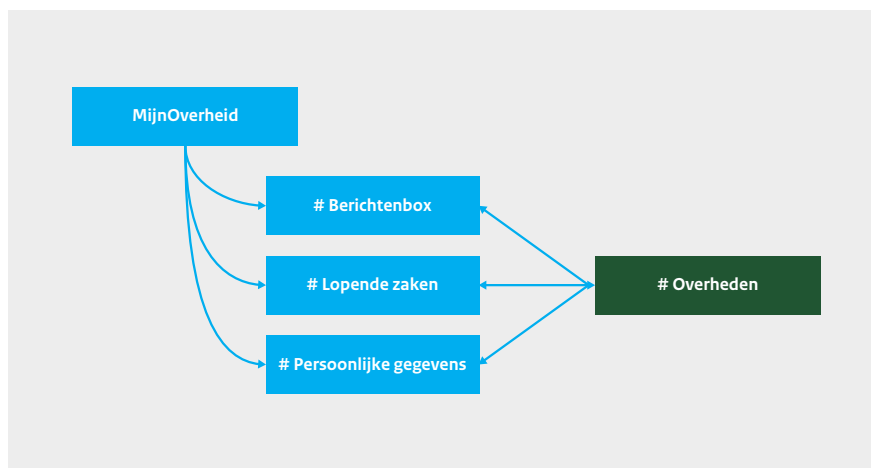 MijnOverheid
# Berichtenbox
# Lopende zaken
# Overheden
# Persoonlijke gegevens